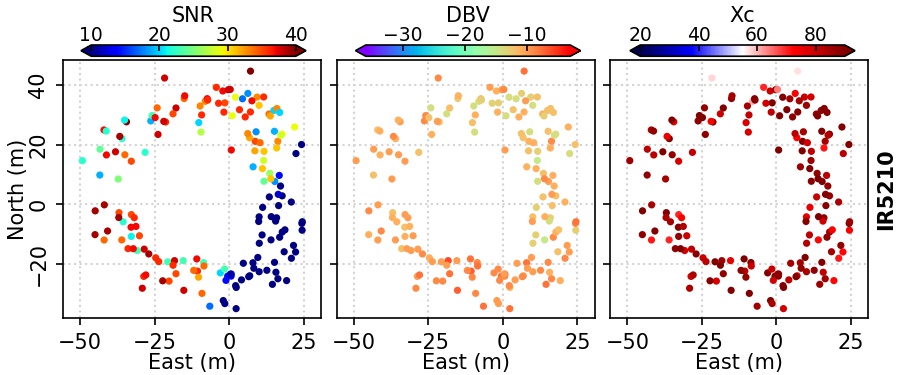 SNR DBV Xc
10 20 30 40 −30 −20 −10 20 40 60 80
40
20
0
−20
North (m)
IR5210
−50 −25 0 25 −50 −25 0 25 −50 −25 0 25
East (m) East (m) East (m)